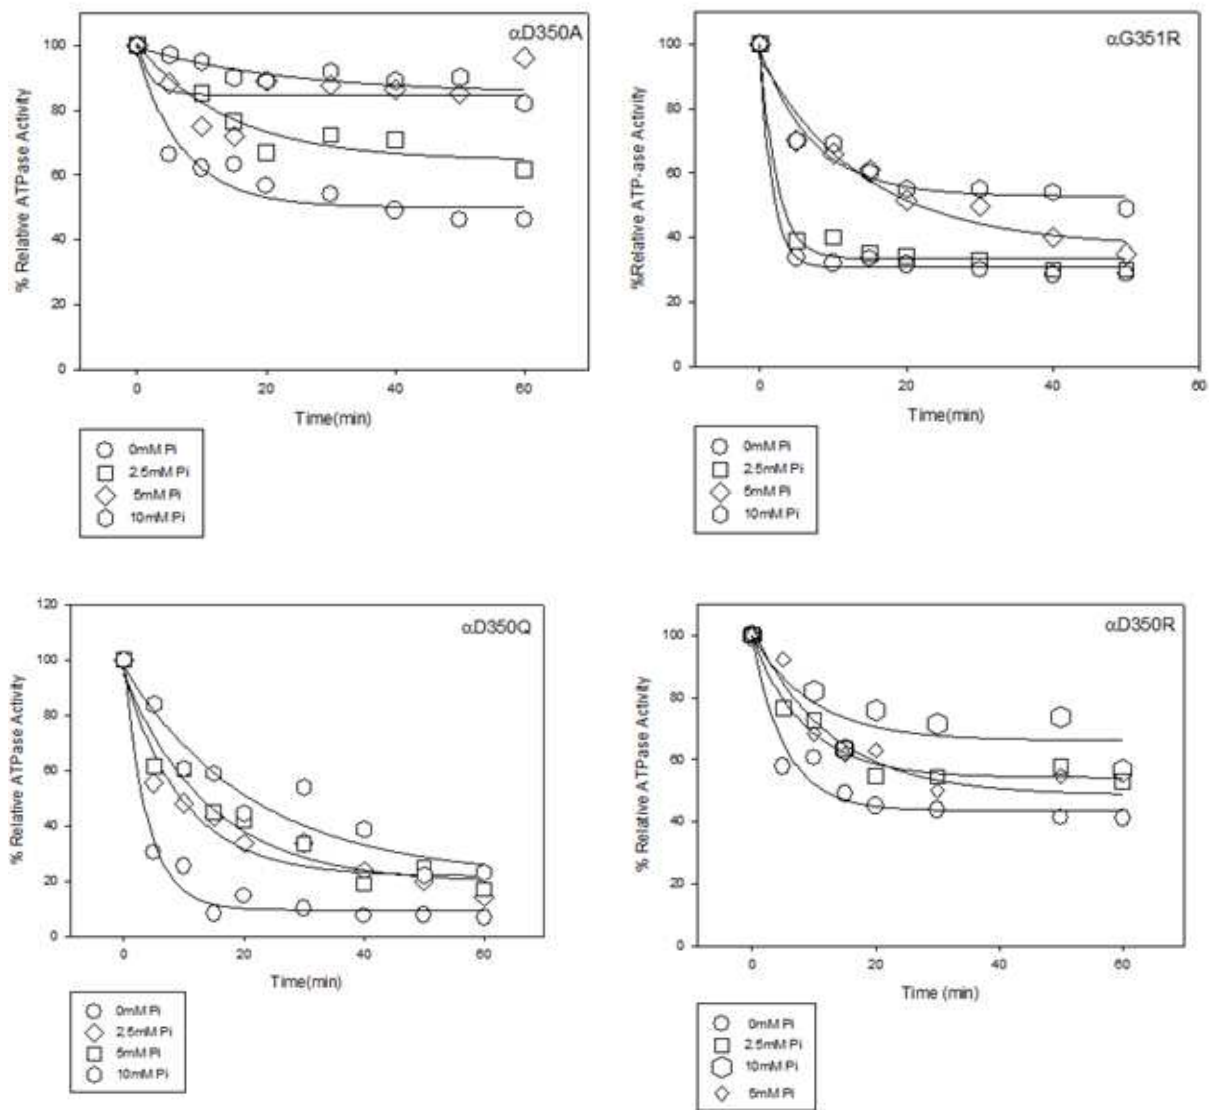 αD350A
100
80
60
40
20
0
% Relative ATPase Activity
0 20 40 60
Time(min)
0mM Pi
2.5mM Pi
5mM Pi
10mM Pi
αG351R
100
80
60
40
20
0
%Relative ATP-ase Activity
0 20 40 60
Time(min)
0mM Pi
2.5mM Pi
5mM Pi
10mM Pi
αD350Q
120
100
80
60
40
20
0
% Relative ATPase Activity
0 20 40 60
Time(min)
0mM Pi
2.5mM Pi
5mM Pi
10mM Pi
αD350R
100
80
60
40
20
0
% Relative ATPase Activity
0 20 40 60
Time (min)
0mM Pi
2.5mM Pi
10mM Pi
5mM Pi